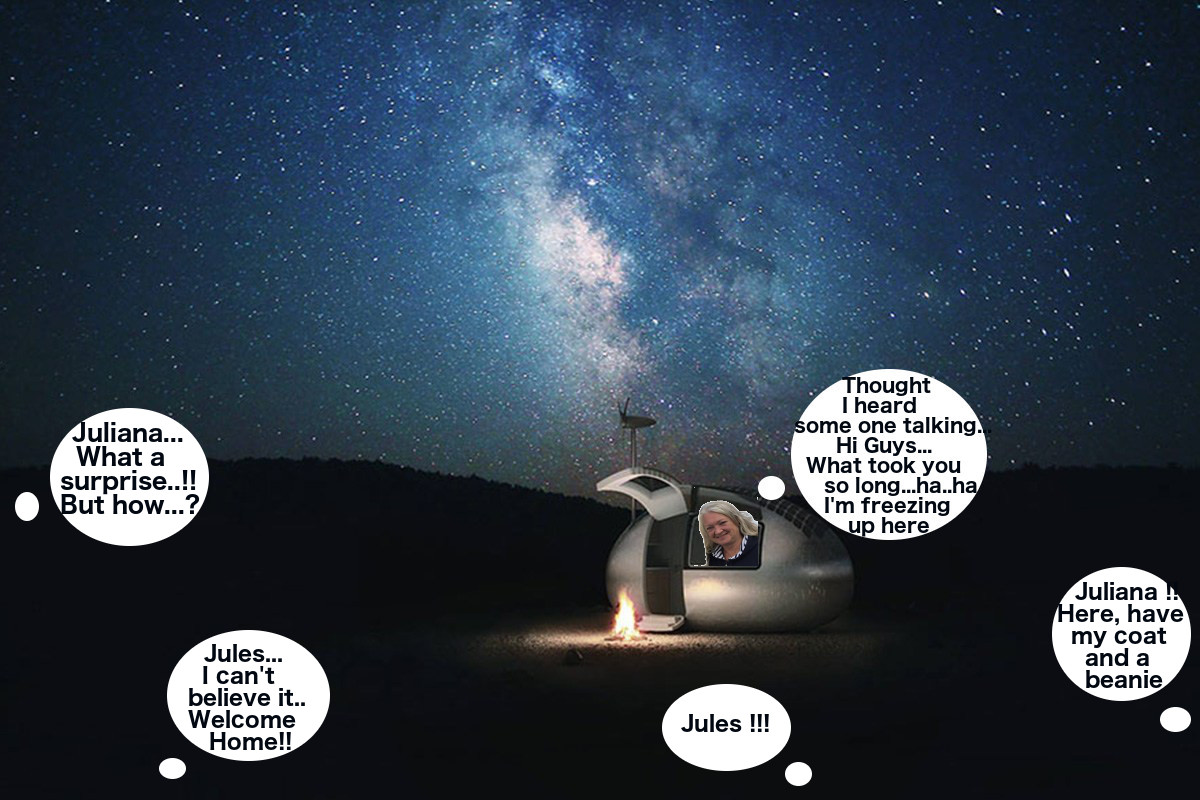 Juliana...
What a
surprise..!!
But how...?
Thought
I heard
some one talking...
Hi Guys...
What took you
so long...ha..ha
I'm freezing
up here
Juliana !!
Here, have
my coat
and a
beanie
Jules...
I can't
believe it..
Welcome
Home!!
Jules !!!